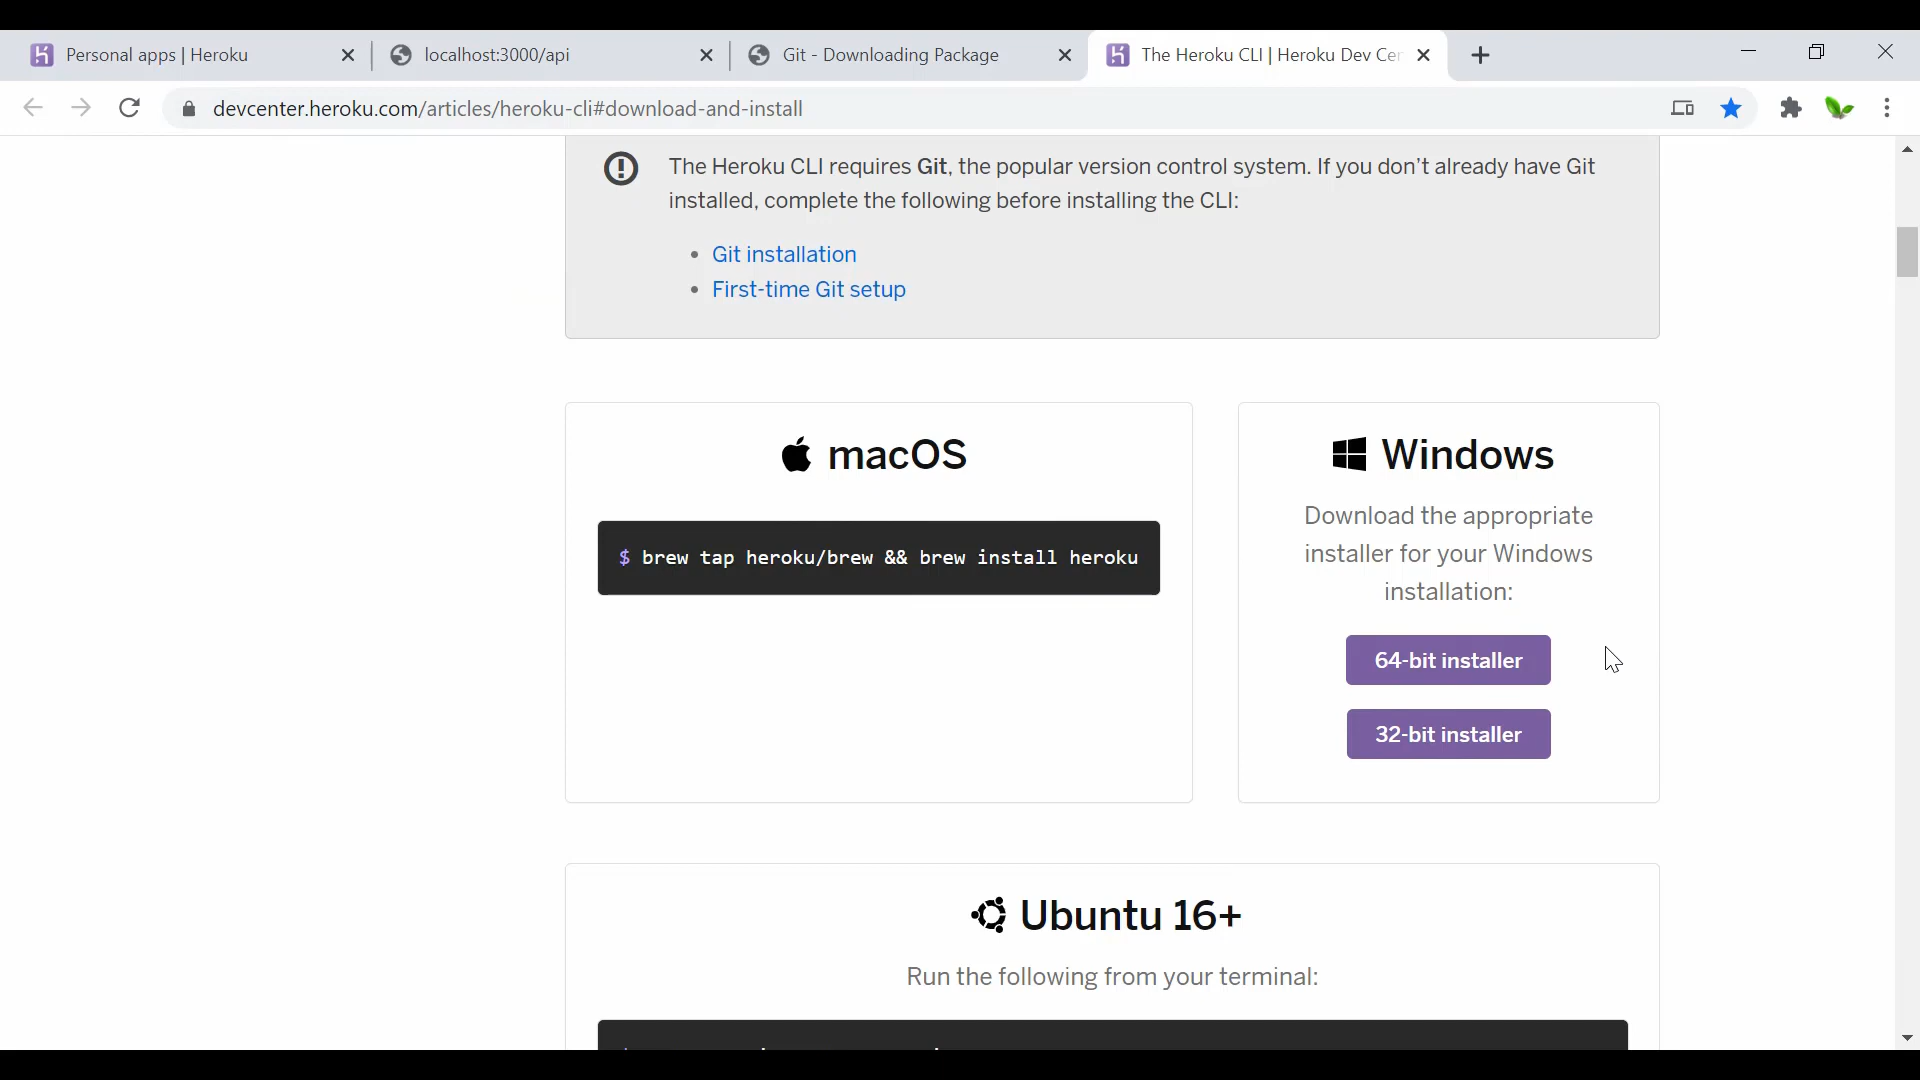 Personal apps | Heroku
localhost:3000/api
Git - Downloading Package
The Heroku CLI | Heroku Dev Cer
devcenter.heroku.com/articles/heroku-cli#download-and-install
The Heroku CLI requires Git, the popular version control system. If you don’t already have Git
installed, complete the following before installing the CLI:
• Git installation
• First-time Git setup
macOS
$ brew tap heroku/brew && brew install heroku
Windows
Download the appropriate
installer for your Windows
installation:
64-bit installer
32-bit installer
Ubuntu 16+
Run the following from your terminal: